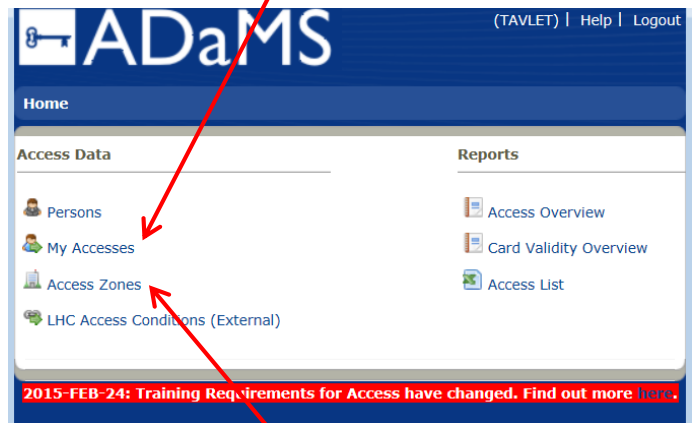 ADaMS
(TAVLET) | Help | Logout
Home
Access Data
Persons
My Accesses
Access Zones
LHC Access Conditions (External)
Reports
Access Overview
Card Validity Overview
Access List
2015-FEB-24: Training Requirements for Access have changed. Find out more here.